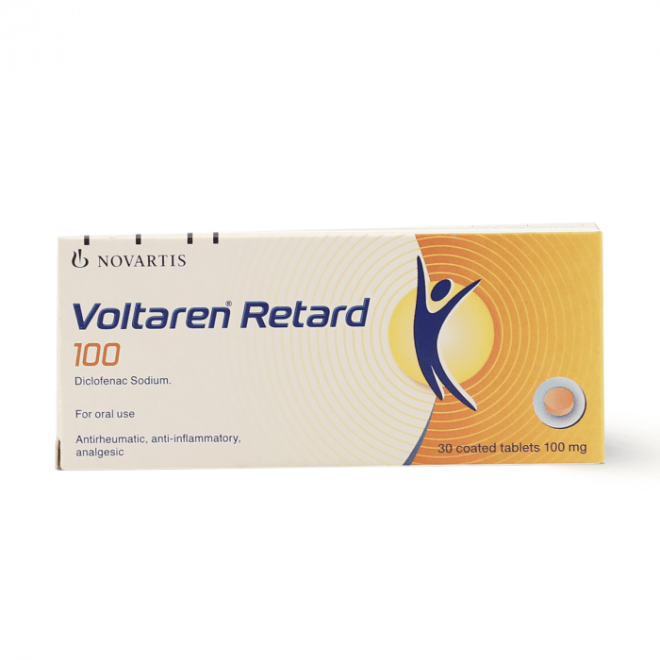 NOVARTIS
Voltaren® Retard
100
Diclofenac Sodium.
For oral use
Antirheumatic, anti-inflammatory,
analgesic
30 coated tablets 100 mg